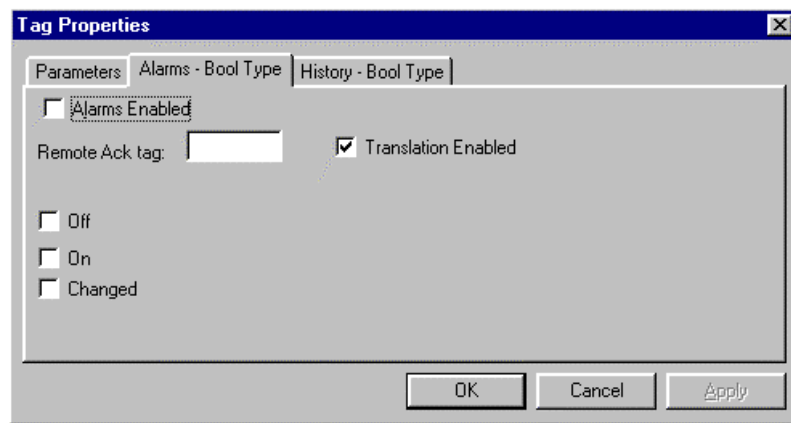 Tag Properties
Parameters Alarms - Bool Type History - Bool Type
Alarms Enabled
Remote Ack tag: Translation Enabled
Off
On
Changed
OK Cancel Apply